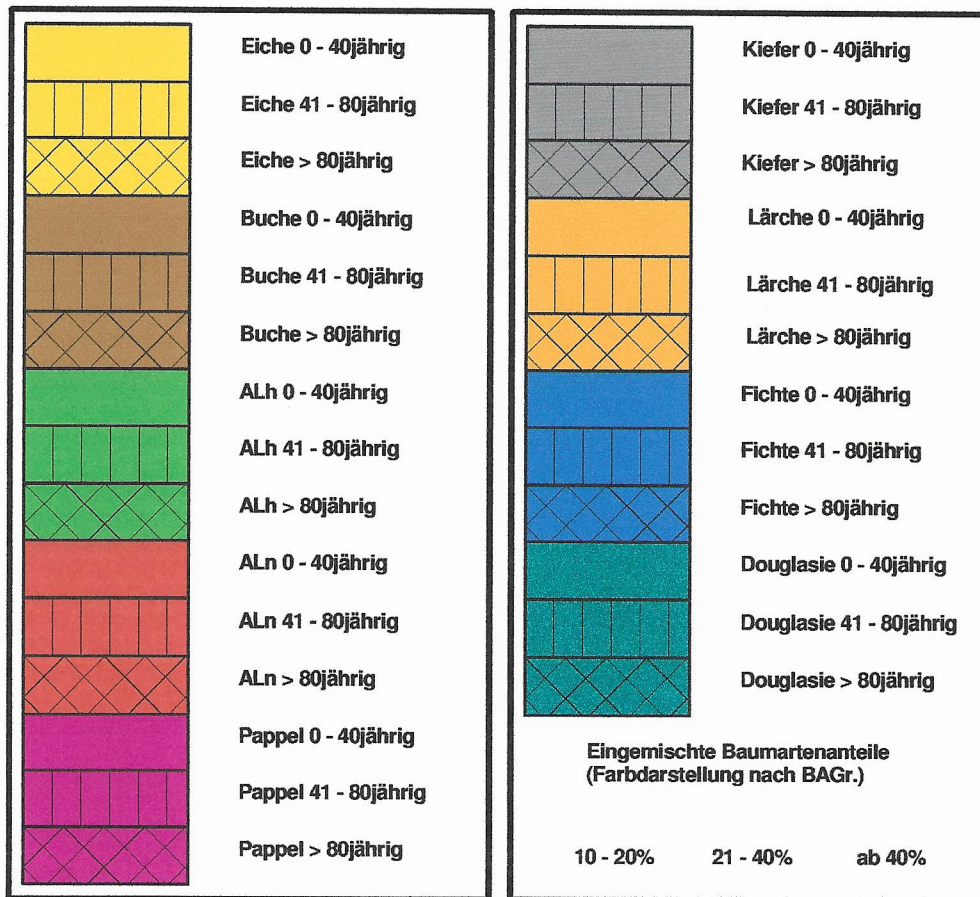 Eiche 0 - 40jährig
Eiche 41 - 80jährig
Eiche > 80jährig
Buche 0 - 40jährig
Buche 41 - 80jährig
Buche > 80jährig
ALh 0 - 40jährig
ALh 41 - 80jährig
ALh > 80jährig
ALn 0 - 40jährig
ALn 41 - 80jährig
ALn > 80jährig
Pappel 0 - 40jährig
Pappel 41 - 80jährig
Pappel > 80jährig
Kiefer 0 - 40jährig
Kiefer 41 - 80jährig
Kiefer > 80jährig
Lärche 0 - 40jährig
Lärche 41 - 80jährig
Lärche > 80jährig
Fichte 0 - 40jährig
Fichte 41 - 80jährig
Fichte > 80jährig
Douglasie 0 - 40jährig
Douglasie 41 - 80jährig
Douglasie > 80jährig
Eingemischte Baumartenanteile
(Farbdarstellung nach BAGr.)
10 - 20% 21 - 40% ab 40%